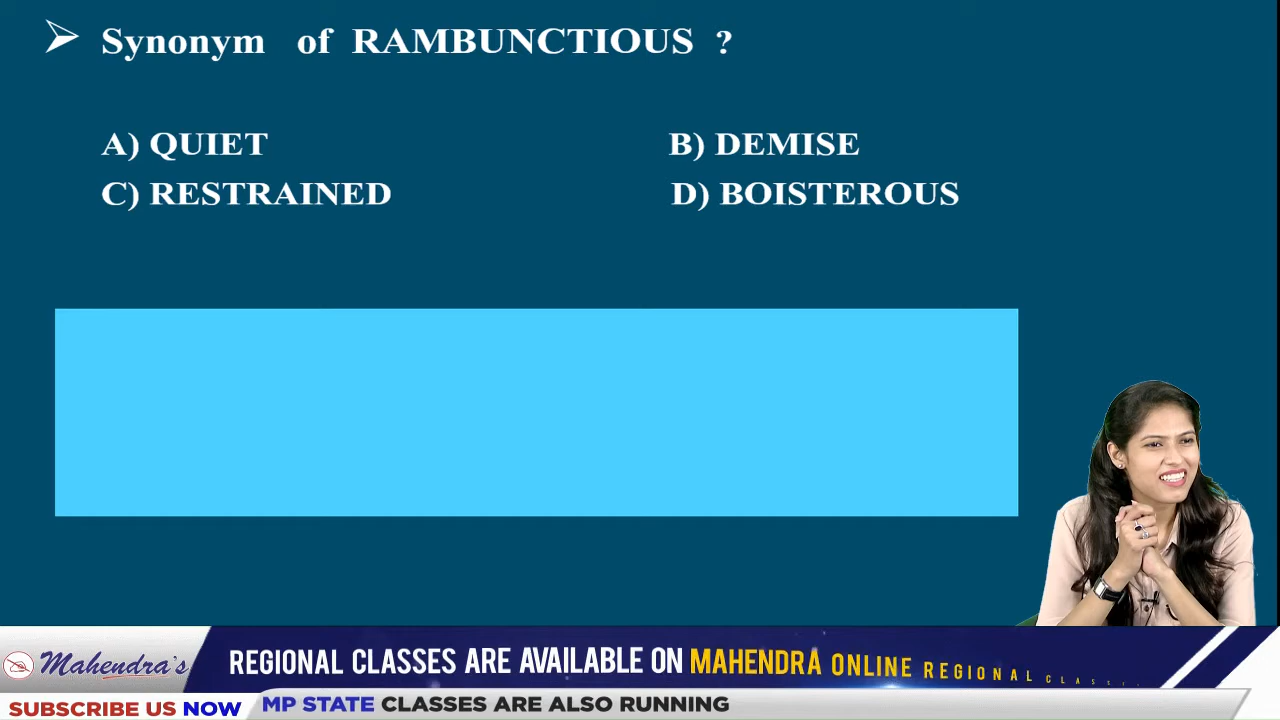 Synonym of RAMBUNCTIOUS ?
A) QUIET B) DEMISE
C) RESTRAINED D) BOISTEROUS
Mahendra's REGIONAL CLASSES ARE AVAILABLE ON MAHENDRA ONLINE REGIONAL CLASSES
SUBSCRIBE US NOW MP STATE CLASSES ARE ALSO RUNNING